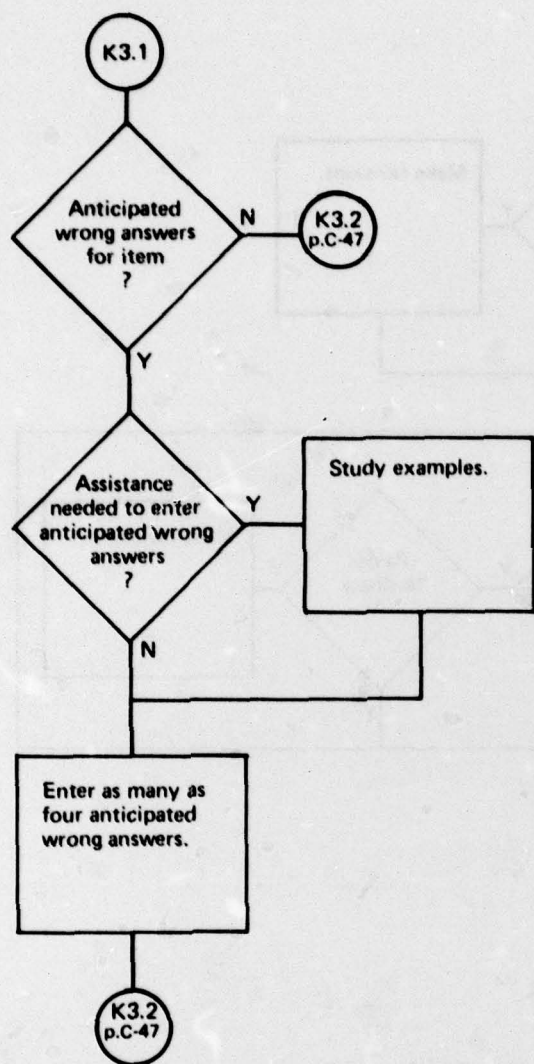 K3.1
Anticipated
wrong answers
for item
?
N
K3.2
p.C-47
Y
Assistance
needed to enter
anticipated wrong
answers
?
Y
Study examples.
N
Enter as many as
four anticipated
wrong answers.
K3.2
p.C-47